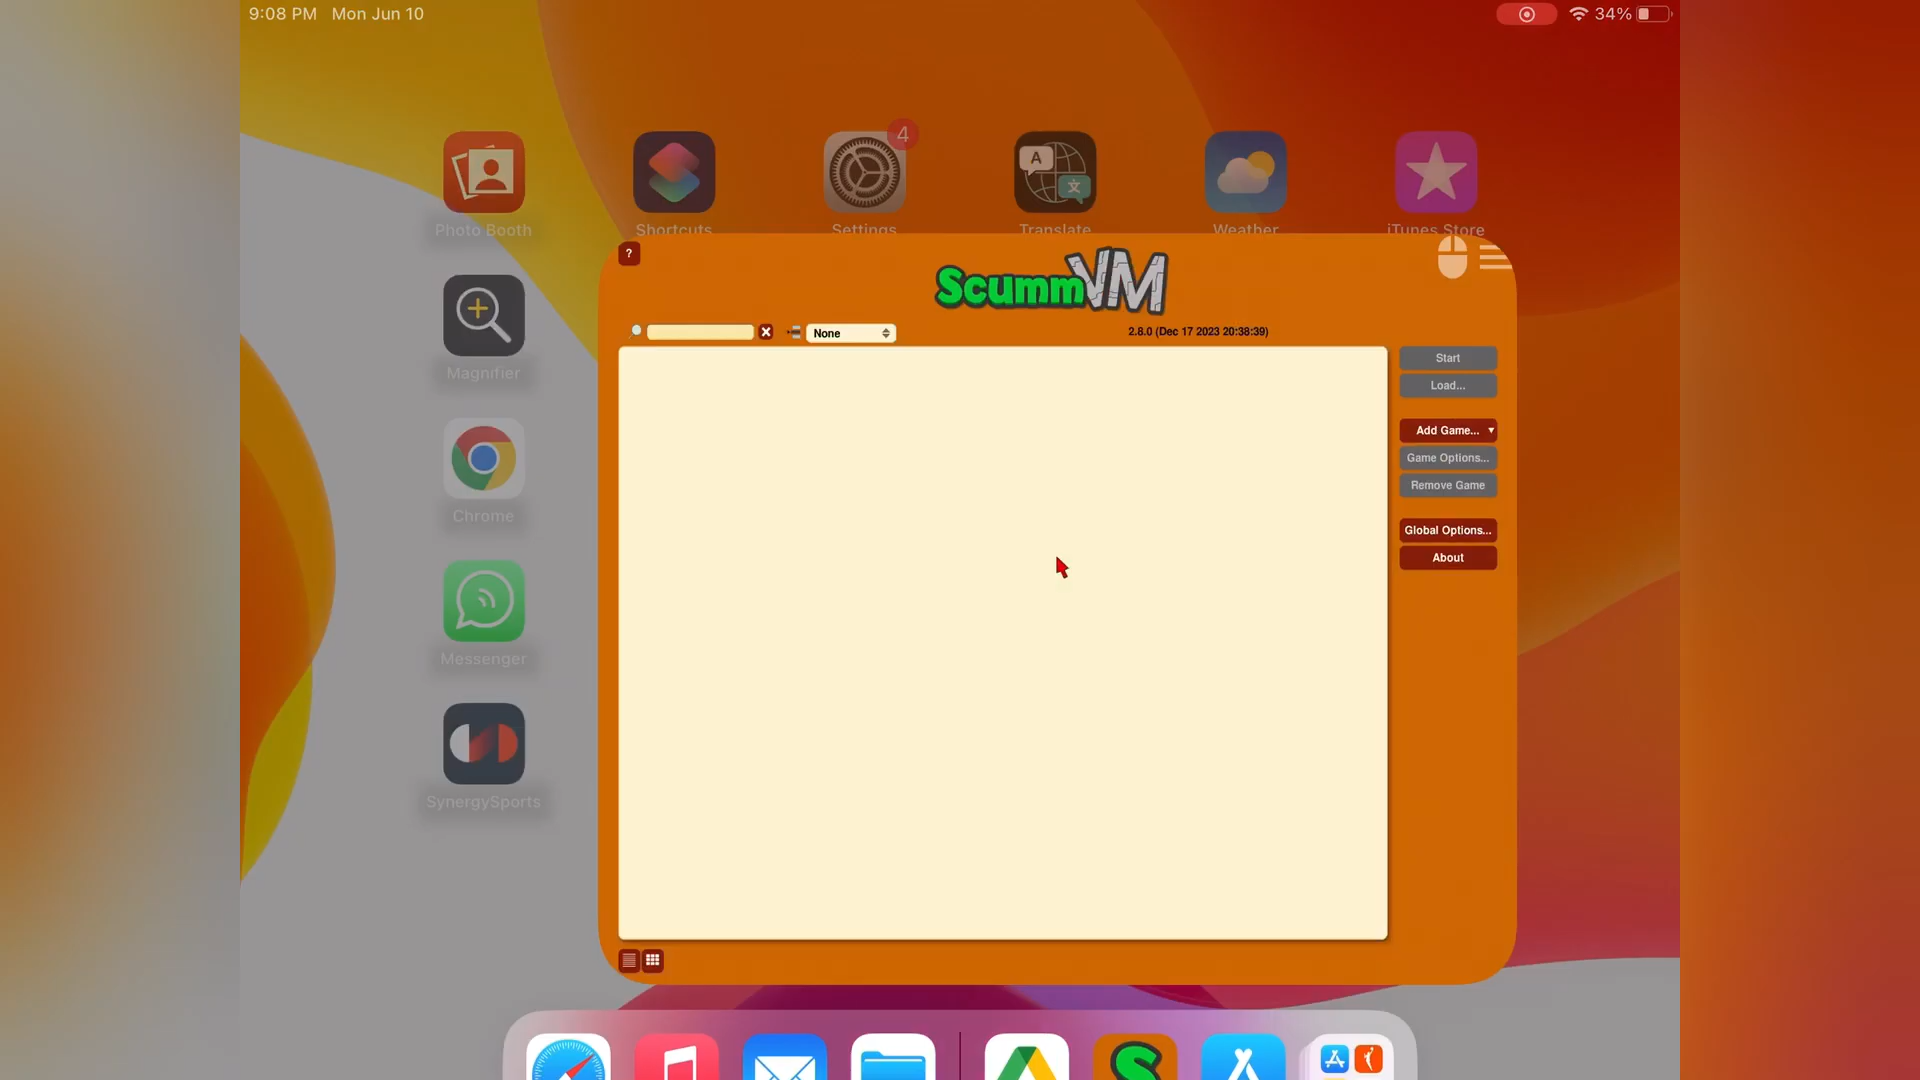 9:08 PM Mon Jun 10
34%
4
A
文
Photo Booth
Shortcuts
Settings
Translate
Weather
iTunes Store
?
ScummVM
None
2.8.0 (Dec 17 2023 20:38:39)
Start
Load...
Magnifier
Add Game...
Game Options...
Remove Game
Chrome
Global Options...
About
Messenger
SynergySports
S